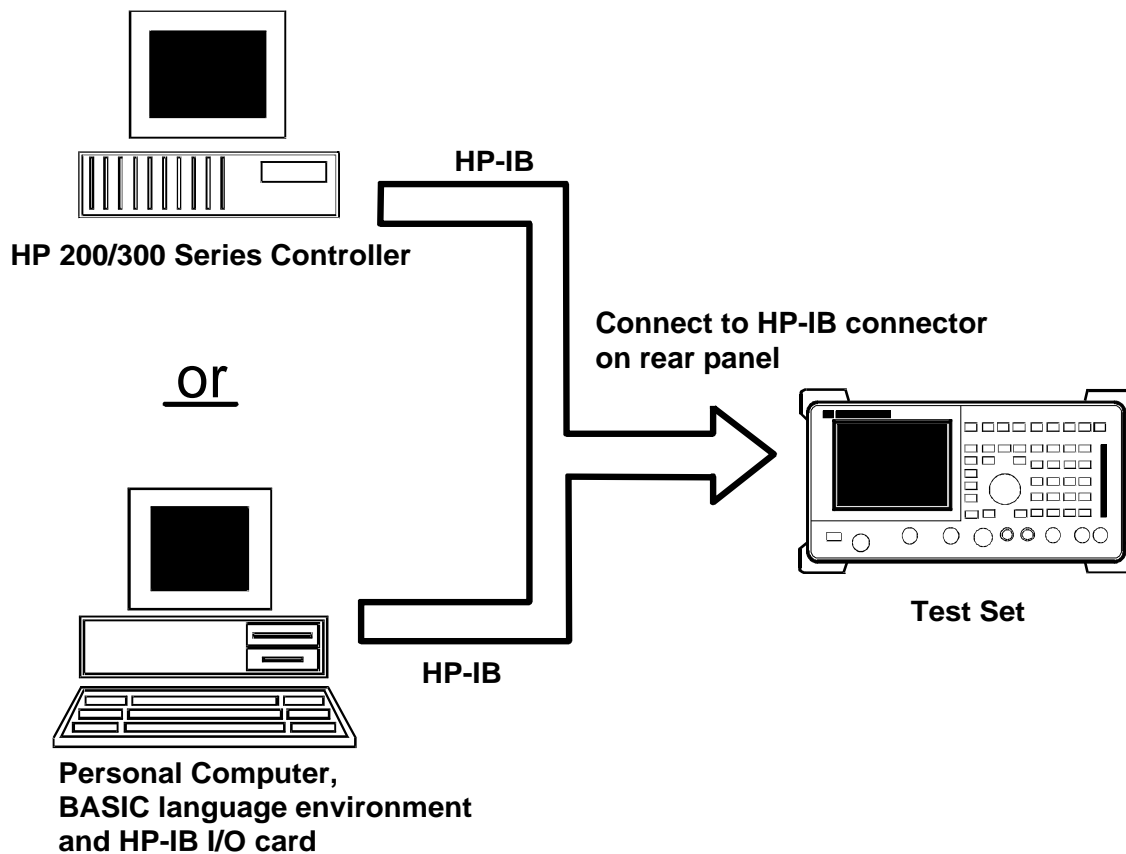 HP-IB
HP 200/300 Series Controller
Connect to HP-IB connector
on rear panel
or
Test Set
HP-IB
Personal Computer,
BASIC language environment
and HP-IB I/O card